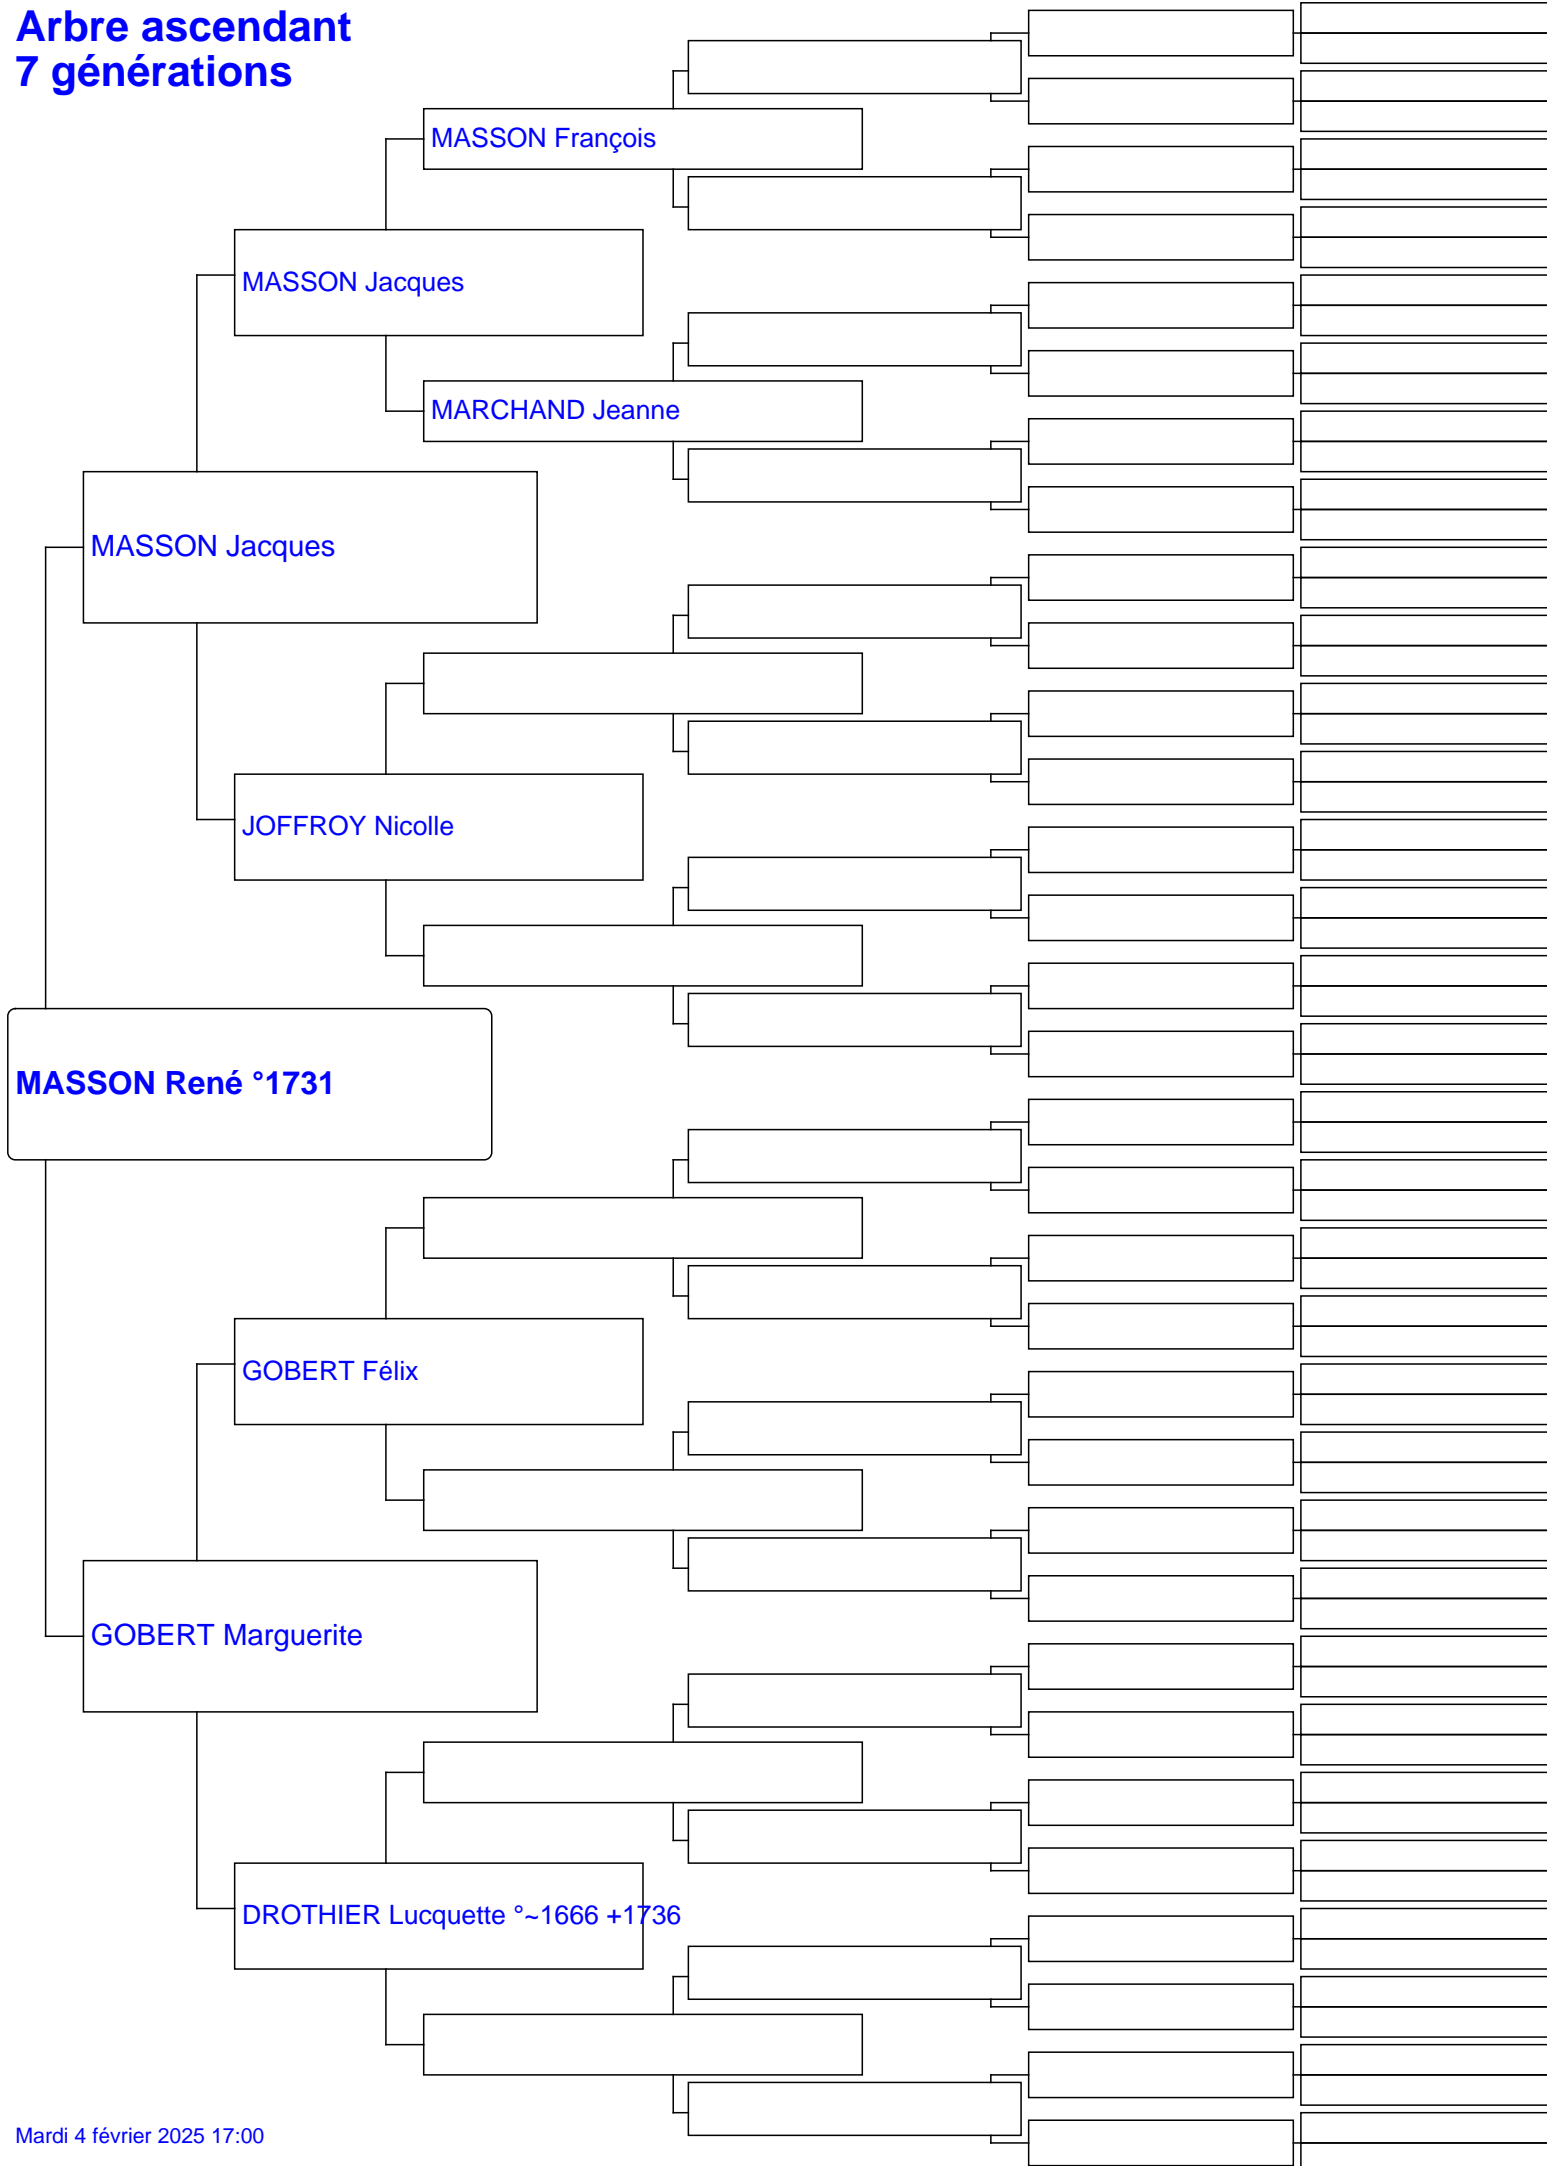 Arbre ascendant
7 générations
MASSON François
MASSON Jacques
MARCHAND Jeanne
MASSON Jacques
JOFFROY Nicolle
MASSON René °1731
GOBERT Félix
GOBERT Marguerite
DROTHIER Lucquette °~1666 +1736
Mardi 4 février 2025 17:00